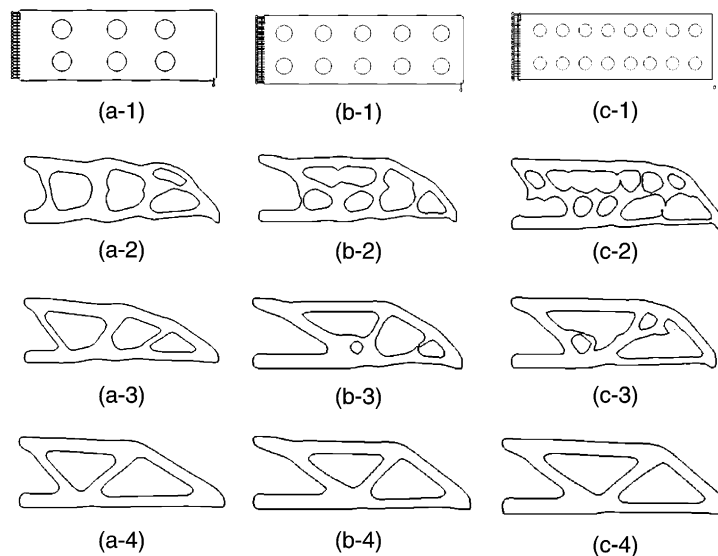 (a-1) (b-1) (c-1)
(a-2) (b-2) (c-2)
(a-3) (b-3) (c-3)
(a-4) (b-4) (c-4)